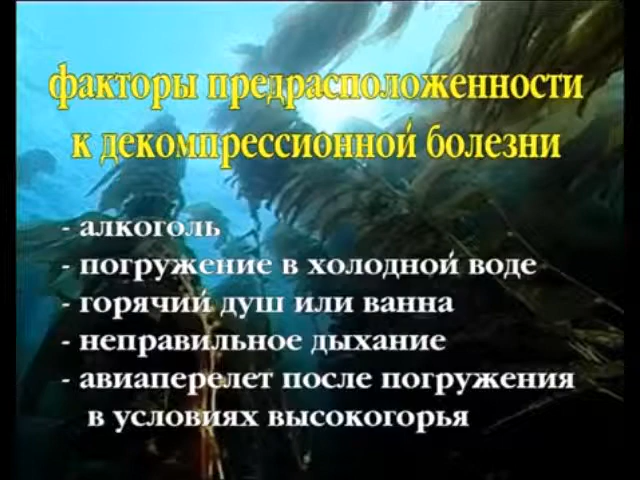 факторы предрасположенности
к декомпрессионной болезни
- алкоголь
- погружение в холодной воде
- горячий душ или ванна
- неправильное дыхание
- авиаперелет после погружения
в условиях высокогорья